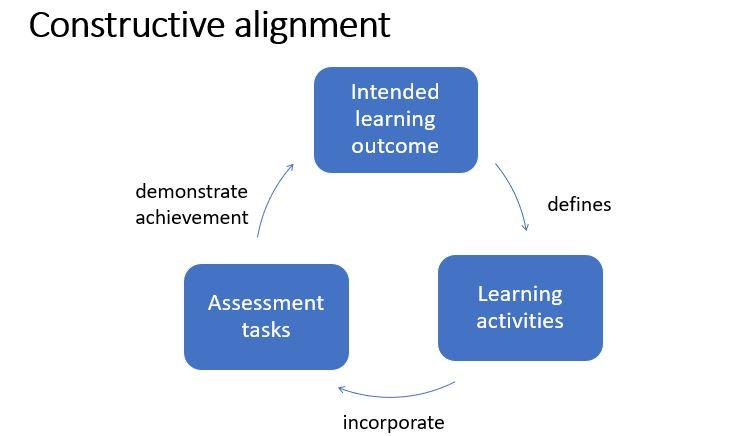 Constructive alignment
Intended
learning
outcome
demonstrate
achievement
defines
Assessment
tasks
Learning
activities
incorporate